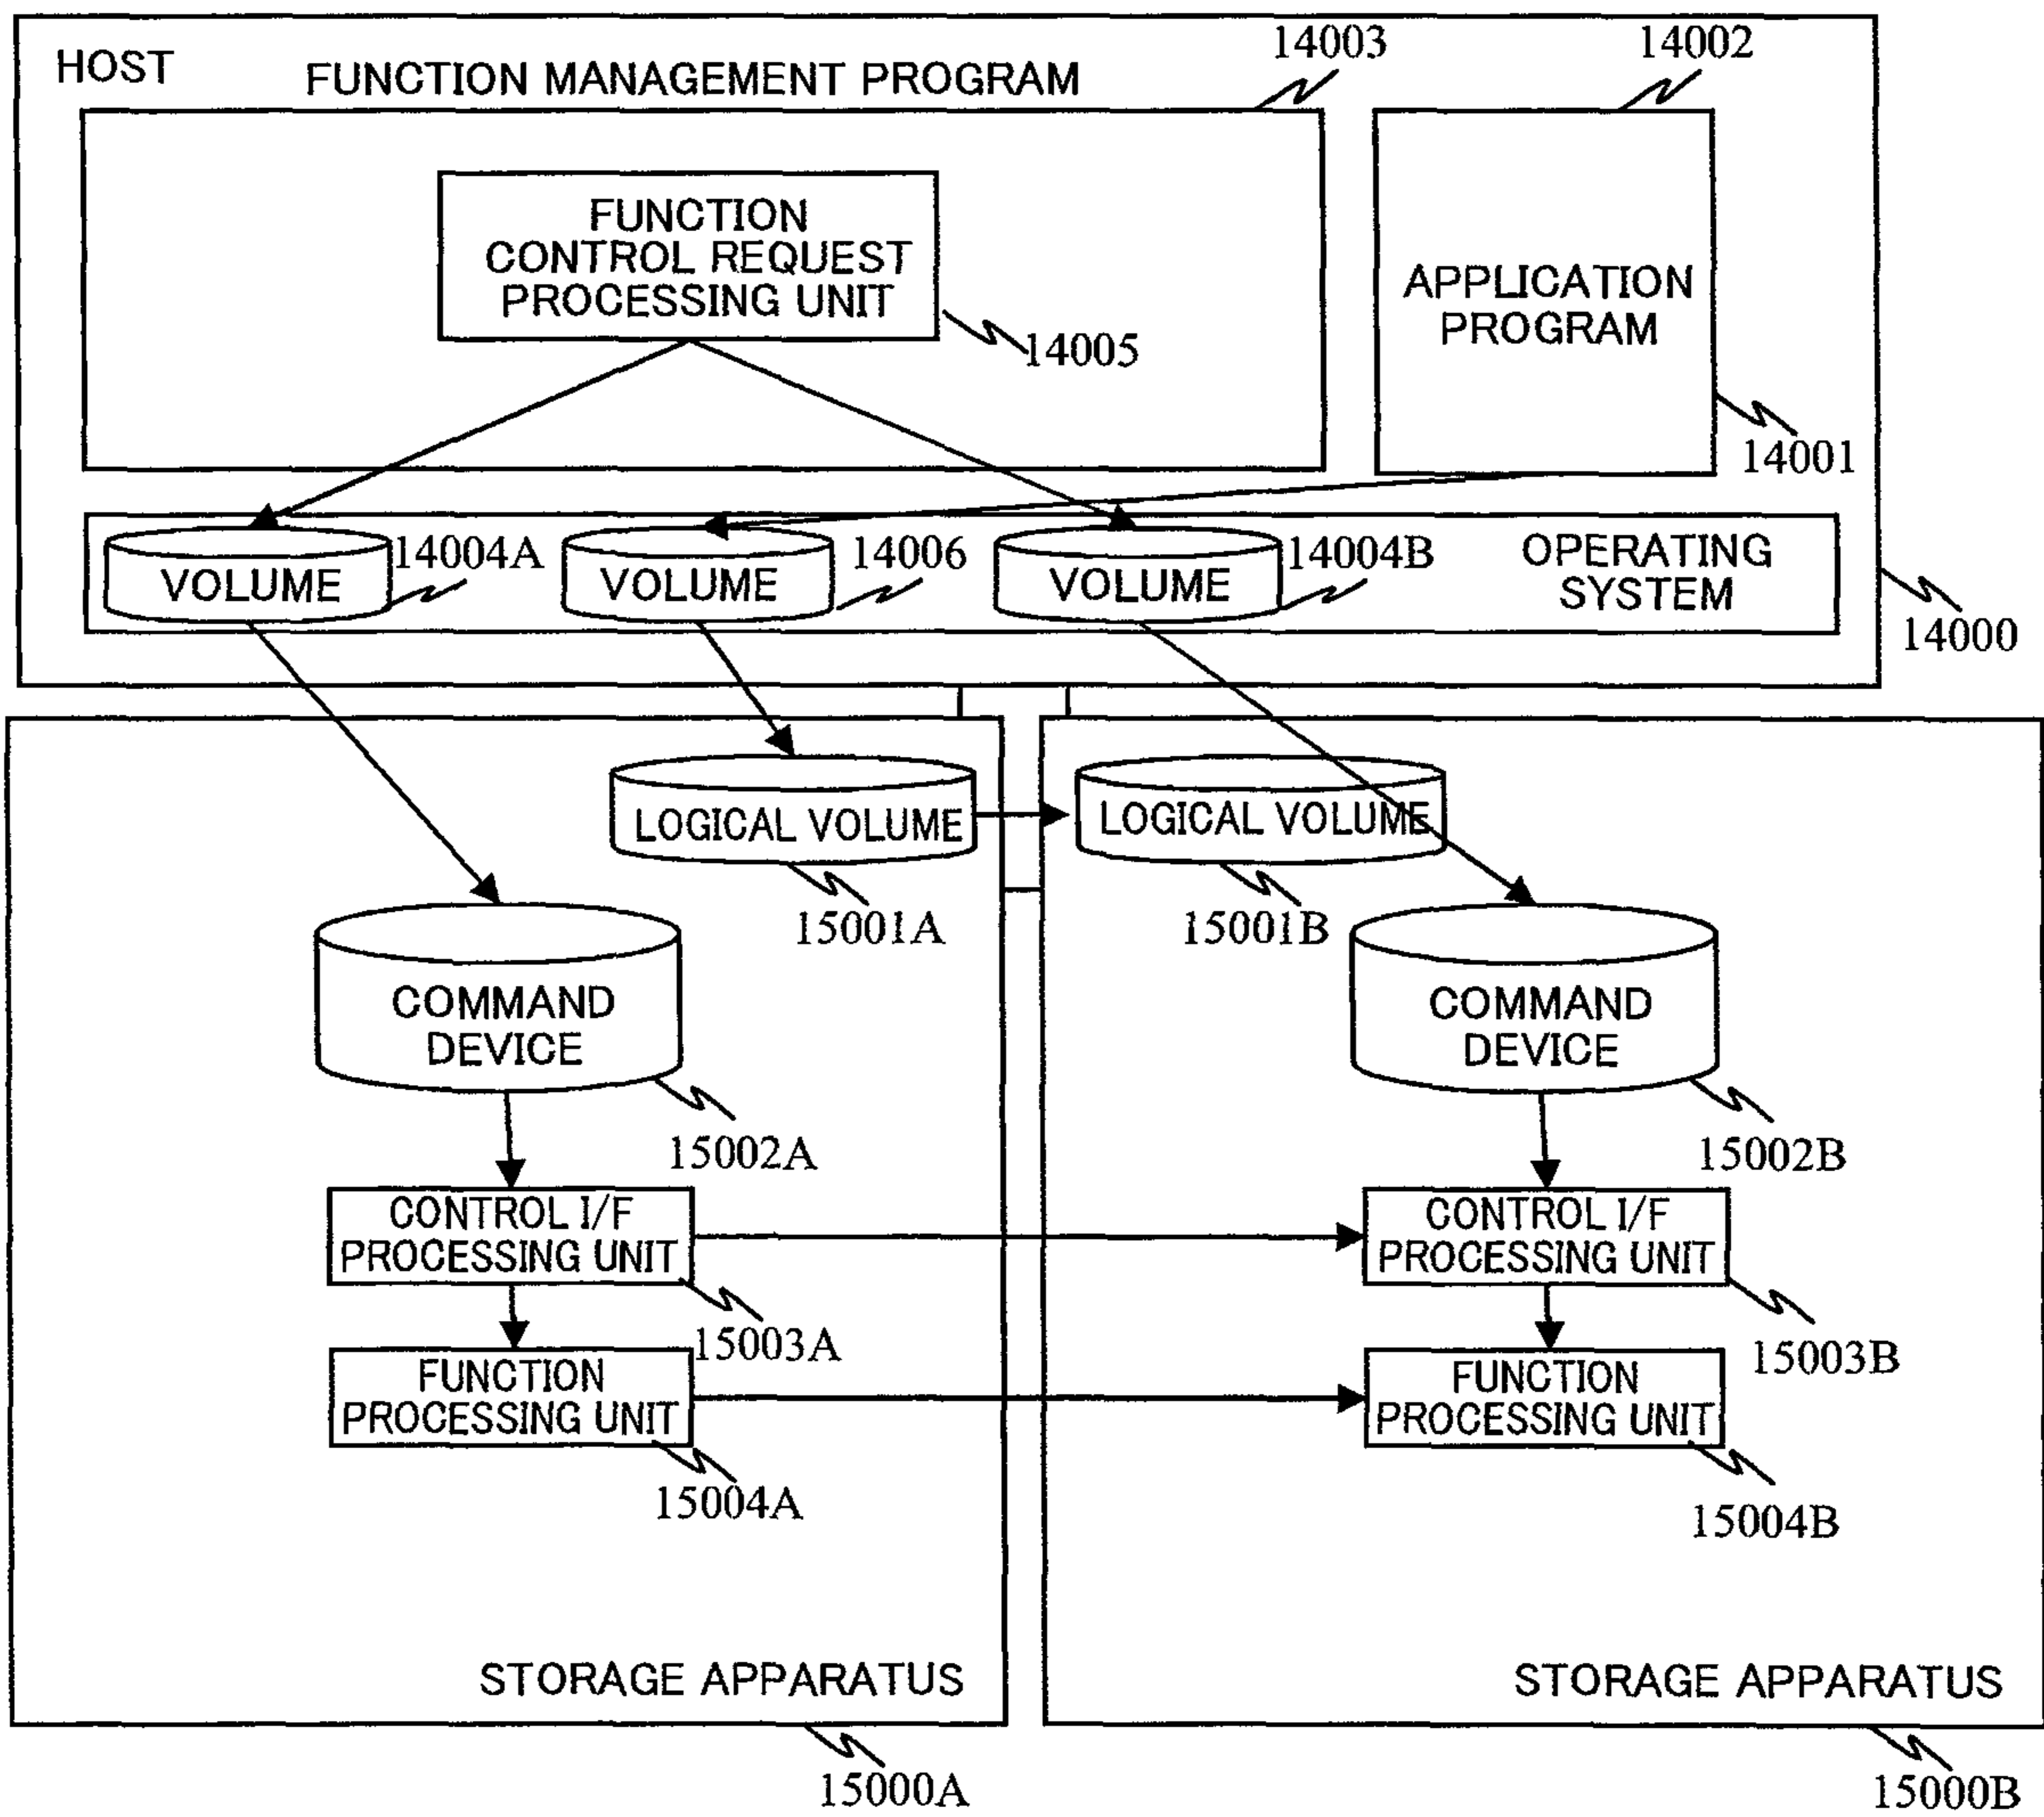 14003
14002
HOST
FUNCTION MANAGEMENT PROGRAM
FUNCTION
CONTROL REQUEST
PROCESSING UNIT
14005
APPLICATION
PROGRAM
14001
14004A
VOLUME
14006
VOLUME
14004B
VOLUME
OPERATING
SYSTEM
14000
LOGICAL VOLUME
LOGICAL VOLUME
15001A
15001B
COMMAND
DEVICE
COMMAND
DEVICE
15002A
15002B
CONTROL I/F
PROCESSING UNIT
CONTROL I/F
PROCESSING UNIT
15003A
15003B
FUNCTION
PROCESSING UNIT
FUNCTION
PROCESSING UNIT
15004A
15004B
STORAGE APPARATUS
STORAGE APPARATUS
15000A
15000B